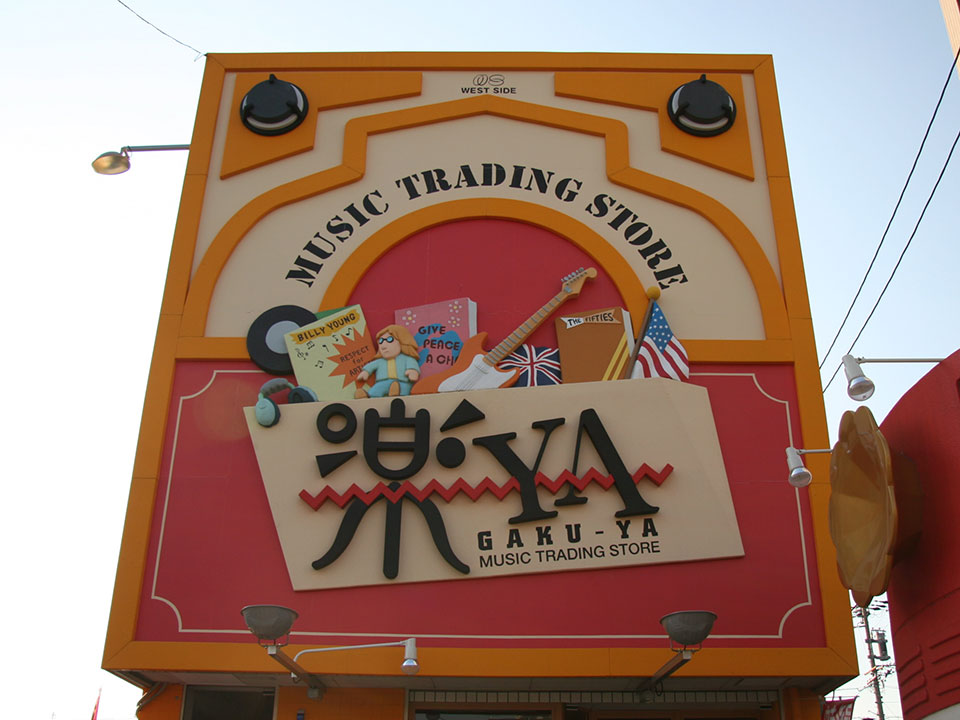 WEST SIDE
MUSIC TRADING STORE
BILLY YOUNG
RESPECT
for
GIVE
PEACE
A CH
THE FIFTIES
楽YA
GAKU-YA
MUSIC TRADING STORE